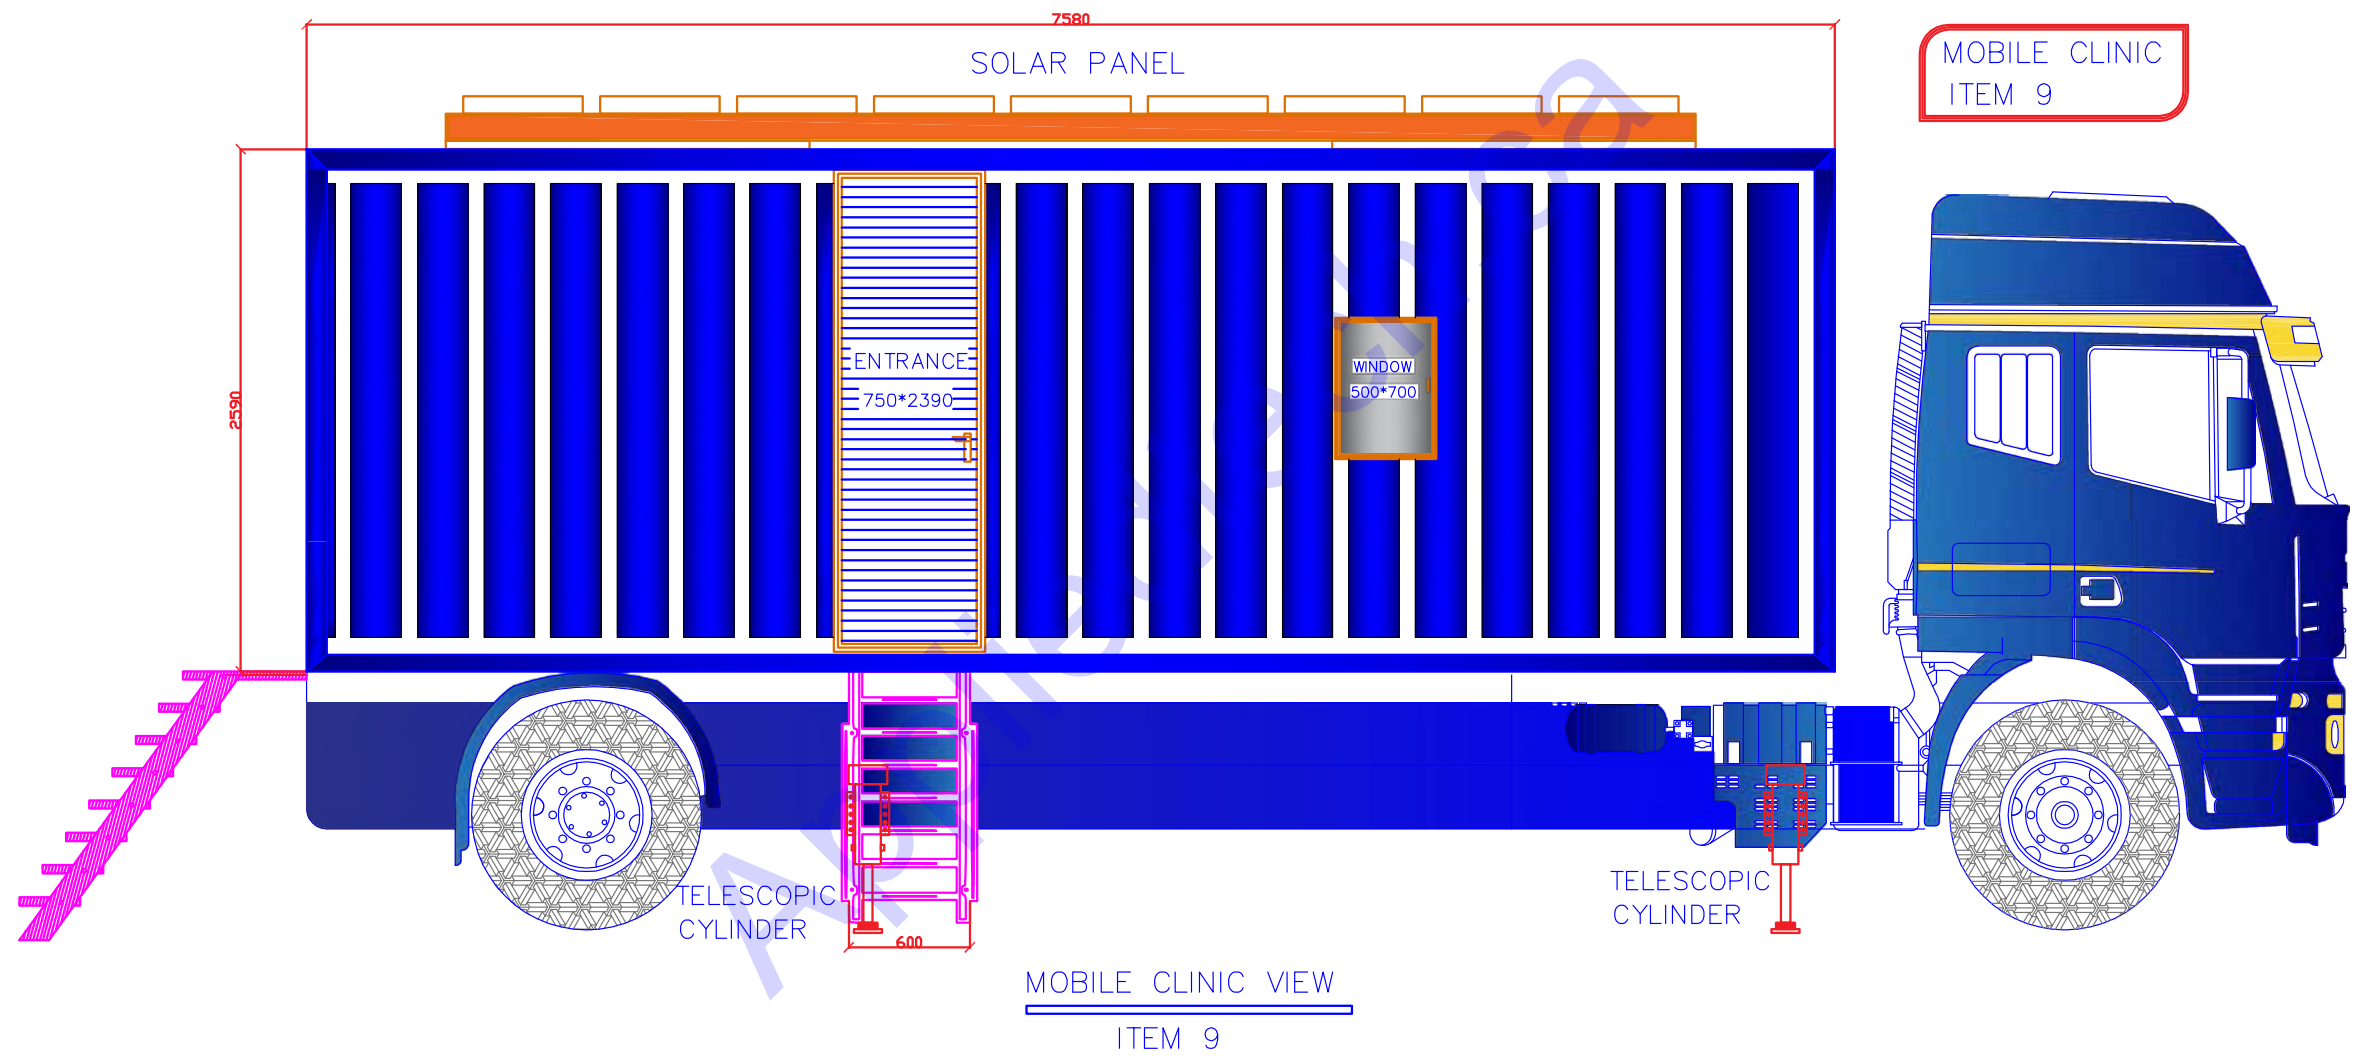 7580
SOLAR PANEL
MOBILE CLINIC
ITEM 9
2590
ENTRANCE
750*2390
WINDOW
500*700
TELESCOPIC
CYLINDER
TELESCOPIC
CYLINDER
600
MOBILE CLINIC VIEW
ITEM 9